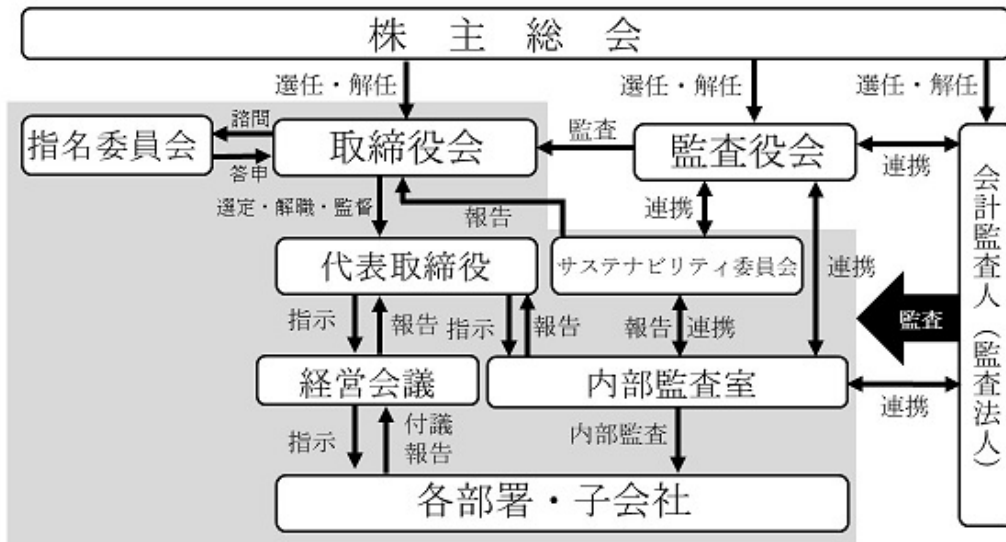 株主総会
選任・解任
選任・解任
選任・解任
指名委員会
諮問
答申
取締役会
監査
監査役会
連携
選定・解職・監督
報告
連携
代表取締役
サステナビリティ委員会
連携
監査
会計監査人（監査法人）
指示
報告
指示
報告
報告
連携
経営会議
内部監査室
連携
指示
付議
報告
内部監査
各部署・子会社